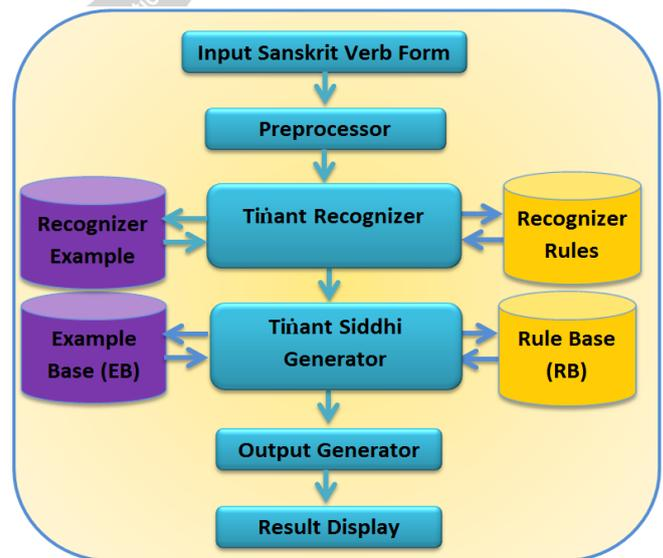 Input Sanskrit Verb Form
Preprocessor
Recognizer
Example
Tiṅant Recognizer
Recognizer
Rules
Example
Base (EB)
Tiṅant Siddhi
Generator
Rule Base
(RB)
Output Generator
Result Display